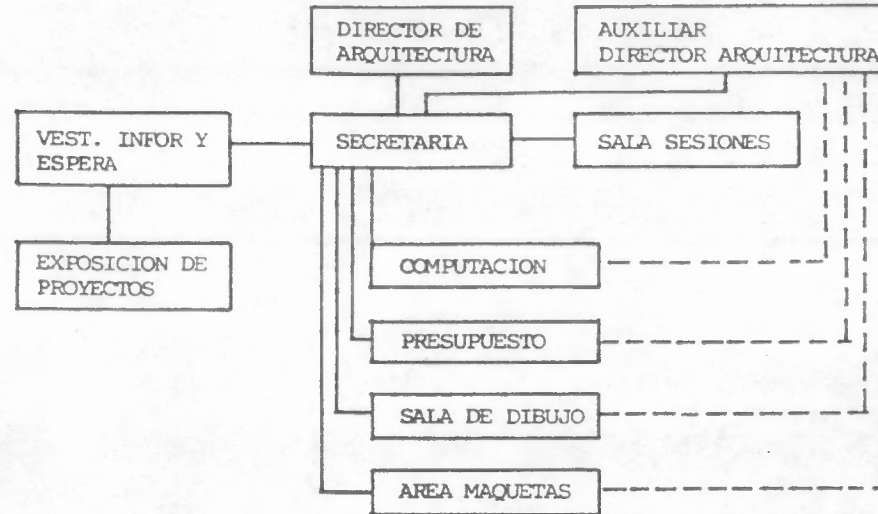 DIRECTOR DE
ARQUITECTURA
AUXILIAR
DIRECTOR ARQUITECTURA
VEST. INFOR Y
ESPERA
SECRETARIA
SALA SESIONES
EXPOSICION DE
PROYECTOS
COMPUTACION
PRESUPUESTO
SALA DE DIBUJO
AREA MAQUETAS